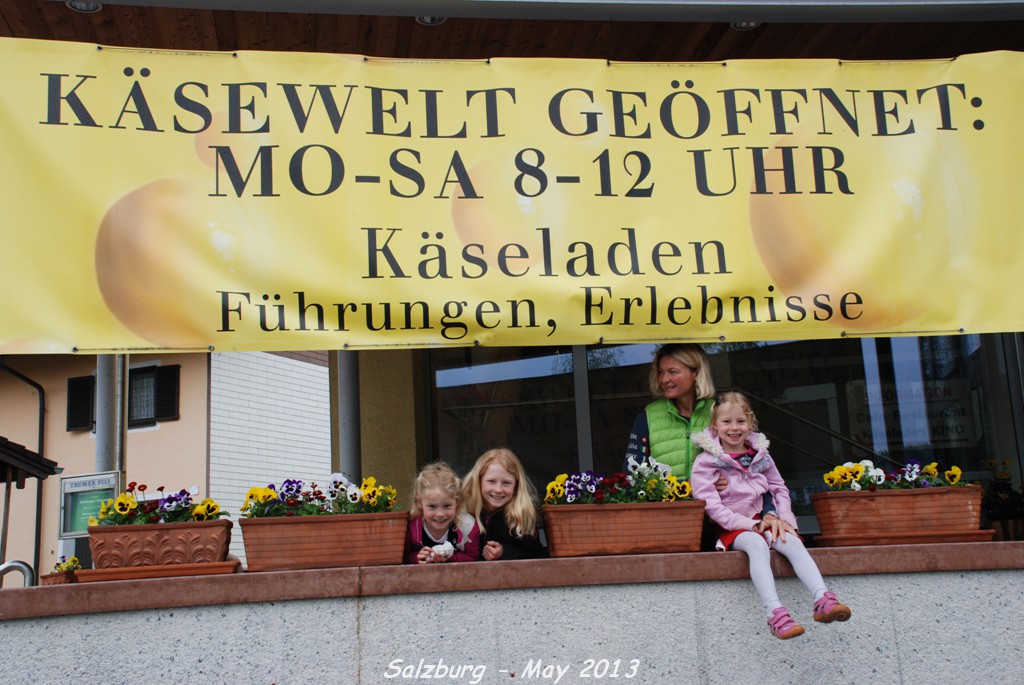 KÄSEWELT GEÖFFNET:
MO-SA 8-12 UHR
Käseladen
Führungen, Erlebnisse
Salzburg - May 2013